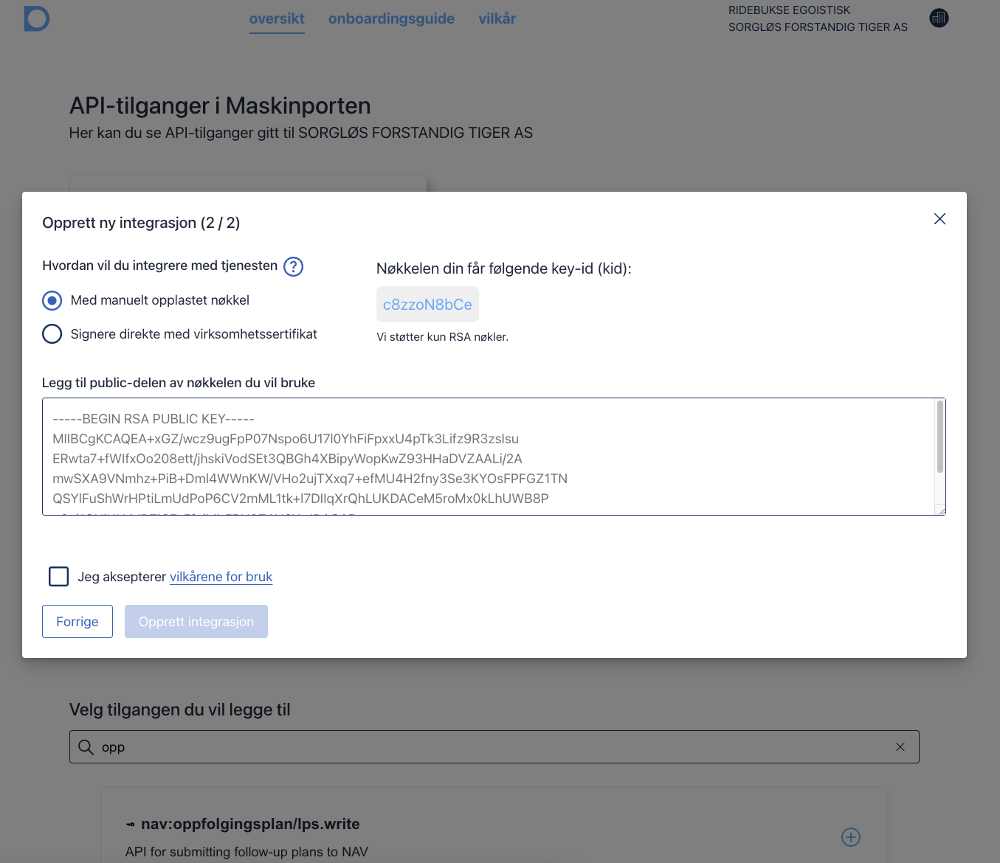 oversikt onboardingsguide vilkår
RIDEBUKSE EGOISTISK
SORGLØS FORSTANDIG TIGER AS
API-tilganger i Maskinporten
Her kan du se API-tilganger gitt til SORGLØS FORSTANDIG TIGER AS
Opprett ny integrasjon (2 / 2)
Hvordan vil du integrere med tjenesten ?
Med manuelt opplastet nøkkel
Signere direkte med virksomhetssertifikat
Nøkkelen din får følgende key-id (kid):
c8zzoN8bCe
Vi støtter kun RSA nøkler.
Legg til public-delen av nøkkelen du vil bruke
-----BEGIN RSA PUBLIC KEY-----
MIIBCgKCAQEA+xGZ/wcz9ugFpP07Nspo6U17l0YhFiFpxxU4pTk3Lifz9R3zsIsu
ERwta7+fWIfxOo208ett/jhskiVodSEt3QBGh4XBipyWopKwZ93HHaDVZAALi/2A
mwSXA9VNmhz+PiB+Dml4WWnKW/VHo2ujTXxq7+efMU4H2fny3Se3KYOsFPFGZ1TN
QSYlFuShWrHPtiLmUdPoP6CV2mML1tk+l7DIIqXrQhLUKDACeM5roMx0kLhUWB8P
Jeg aksepterer vilkårene for bruk
Forrige Opprett integrasjon
Velg tilgangen du vil legge til
opp
nav:oppfolgingsplan/lps.write
API for submitting follow-up plans to NAV